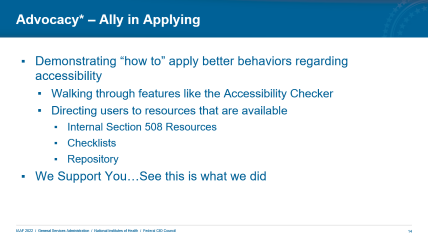 Advocacy* – Ally in Applying
▪ Demonstrating “how to” apply better behaviors regarding
accessibility
▪ Walking through features like the Accessibility Checker
▪ Directing users to resources that are available
▪ Internal Section 508 Resources
▪ Checklists
▪ Repository
▪ We Support You…See this is what we did
IAAF 2022 | General Services Administration | National Institutes of Health | Federal CIO Council
14